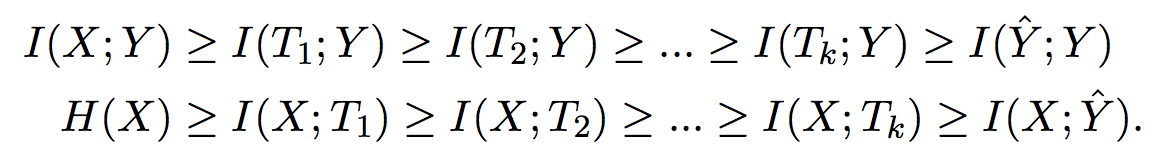 I(X; Y) ≥ I(T₁; Y) ≥ I(T₂; Y) ≥ ... ≥ I(Tₖ; Y) ≥ I(Ŷ; Y)
H(X) ≥ I(X; T₁) ≥ I(X; T₂) ≥ ... ≥ I(X; Tₖ) ≥ I(X; Ŷ).